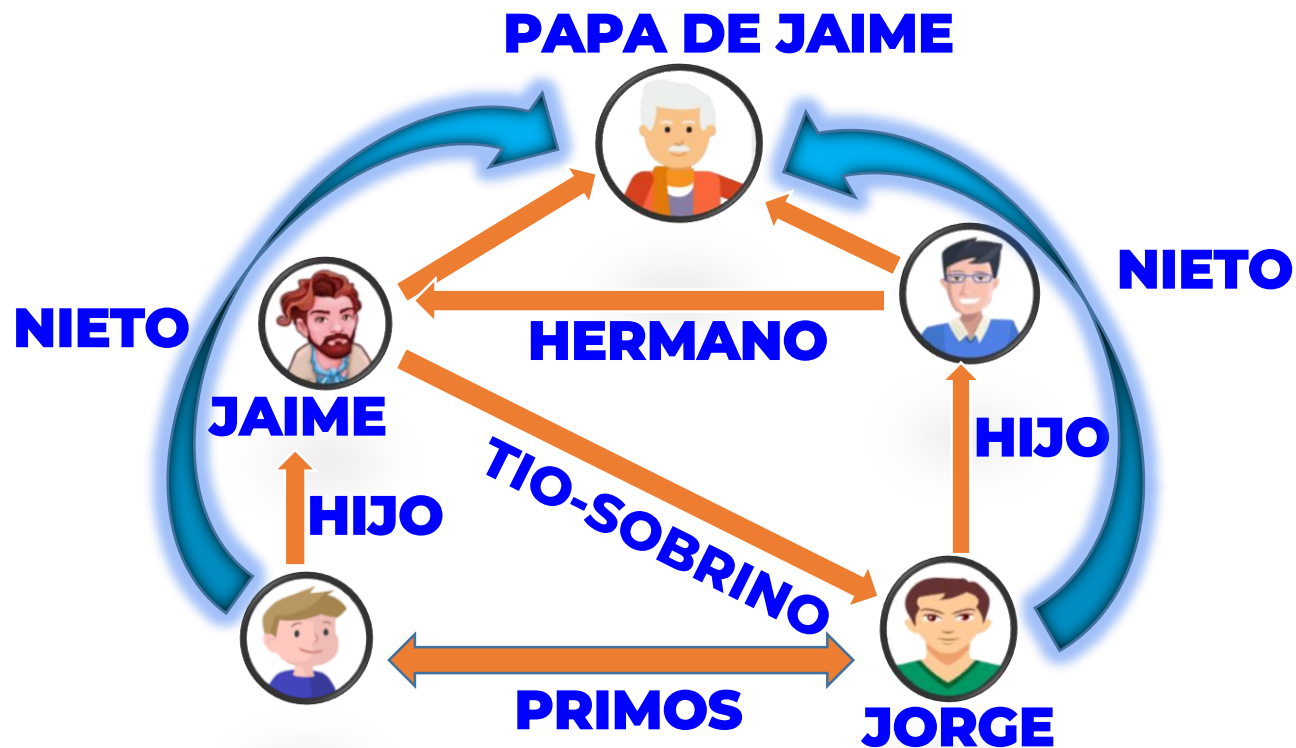 PAPA DE JAIME
NIETO
NIETO
HERMANO
JAIME
HIJO
HIJO
TIO-SOBRINO
PRIMOS
JORGE